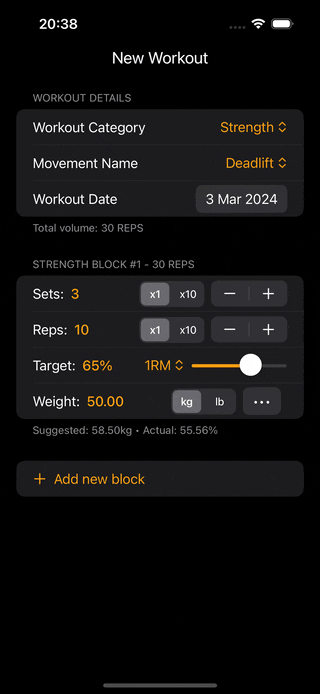 20:38
New Workout
WORKOUT DETAILS
Workout Category Strength
Movement Name Deadlift
Workout Date 3 Mar 2024
Total volume: 30 REPS
STRENGTH BLOCK #1 - 30 REPS
Sets: 3 x1 x10 − +
Reps: 10 x1 x10 − +
Target: 65% 1RM
Weight: 50.00 kg lb ...
Suggested: 58.50kg • Actual: 55.56%
+ Add new block